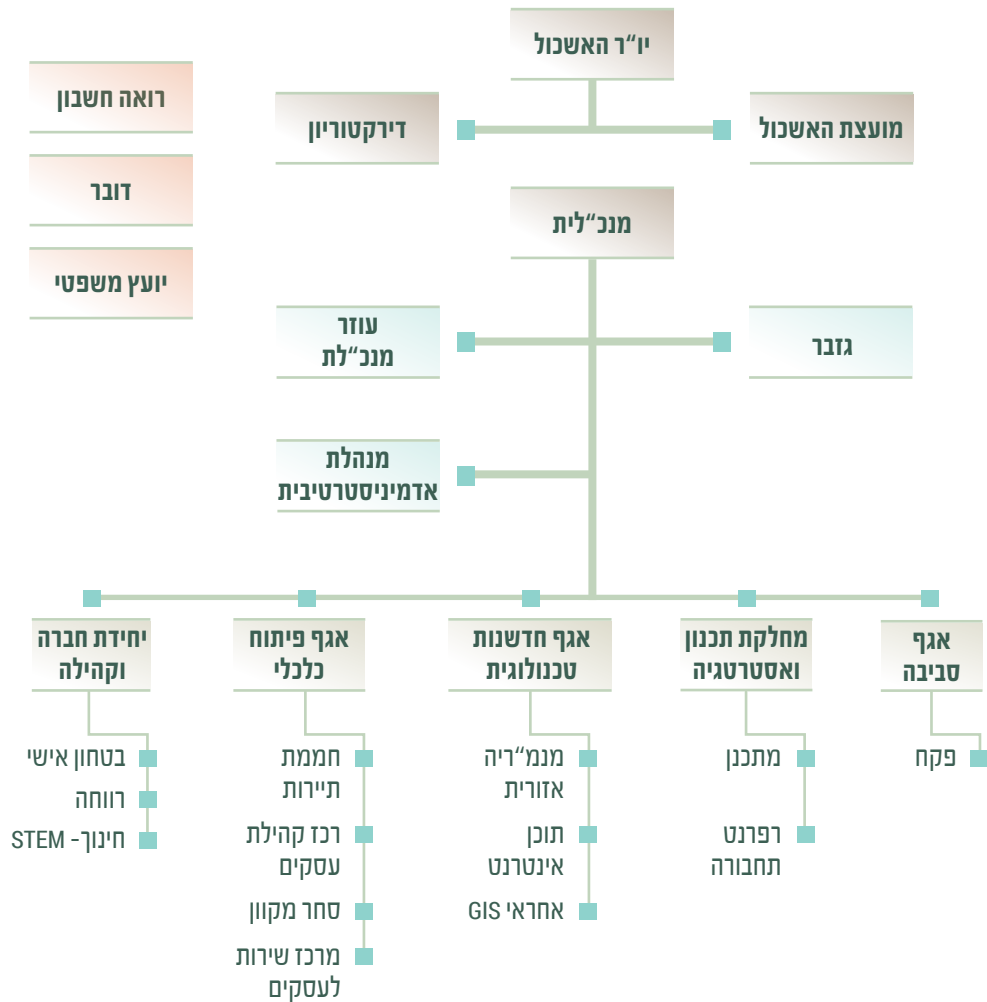 יו“ר האשכול
מועצת האשכול
דירקטוריון
מנכ“לית
רואה חשבון
דובר
יועץ משפטי
גזבר
עוזר
מנכ“לת
מנהלת
אדמיניסטרטיבית
אגף
סביבה
פקח
מחלקת תכנון
ואסטרטגיה
מתכנן
רפרנט
תחבורה
אגף חדשנות
טכנולוגית
מנמ“ריה
אזורית
תוכן
אינטרנט
אחראי GIS
אגף פיתוח
כלכלי
חממת
תיירות
רכז קהילת
עסקים
סחר מקוון
מרכז שירות
לעסקים
יחידת חברה
וקהילה
בטחון אישי
רווחה
חינוך- STEM